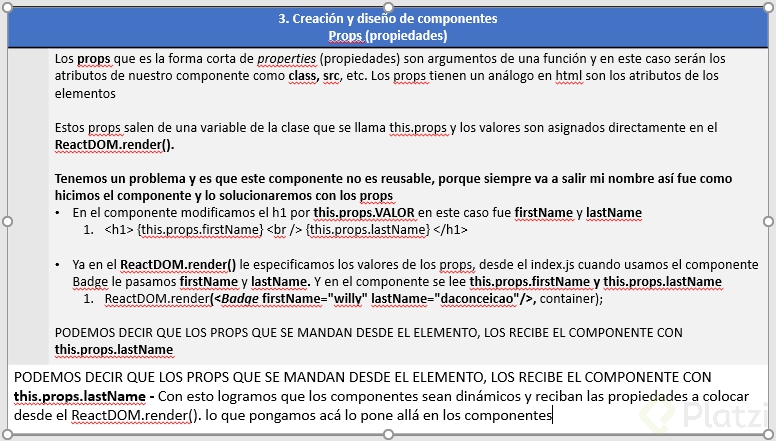 3. Creación y diseño de componentes
Props (propiedades)
Los props que es la forma corta de properties (propiedades) son argumentos de una función y en este caso serán los
atributos de nuestro componente como class, src, etc. Los props tienen un análogo en html son los atributos de los
elementos
Estos props salen de una variable de la clase que se llama this.props y los valores son asignados directamente en el
ReactDOM.render().
Tenemos un problema y es que este componente no es reusable, porque siempre va a salir mi nombre así fue como
hicimos el componente y lo solucionaremos con los props
• En el componente modificamos el h1 por this.props.VALOR en este caso fue firstName y lastName
1. <h1> {this.props.firstName} <br /> {this.props.lastName} </h1>
• Ya en el ReactDOM.render() le especificamos los valores de los props, desde el index.js cuando usamos el componente
Badge le pasamos firstName y lastName. Y en el componente se lee this.props.firstName y this.props.lastName
1. ReactDOM.render(<Badge firstName="willy" lastName="daconceicao"/>, container);
PODEMOS DECIR QUE LOS PROPS QUE SE MANDAN DESDE EL ELEMENTO, LOS RECIBE EL COMPONENTE CON
this.props.lastName
PODEMOS DECIR QUE LOS PROPS QUE SE MANDAN DESDE EL ELEMENTO, LOS RECIBE EL COMPONENTE CON
this.props.lastName - Con esto logramos que los componentes sean dinámicos y reciban las propiedades a colocar
desde el ReactDOM.render(). lo que pongamos acá lo pone allá en los componentes
Platzi